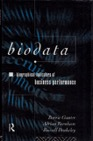 biodata
biographical indicators of
business performance
Barrie Gunter
Adrian Furnham
Russell Drakeley